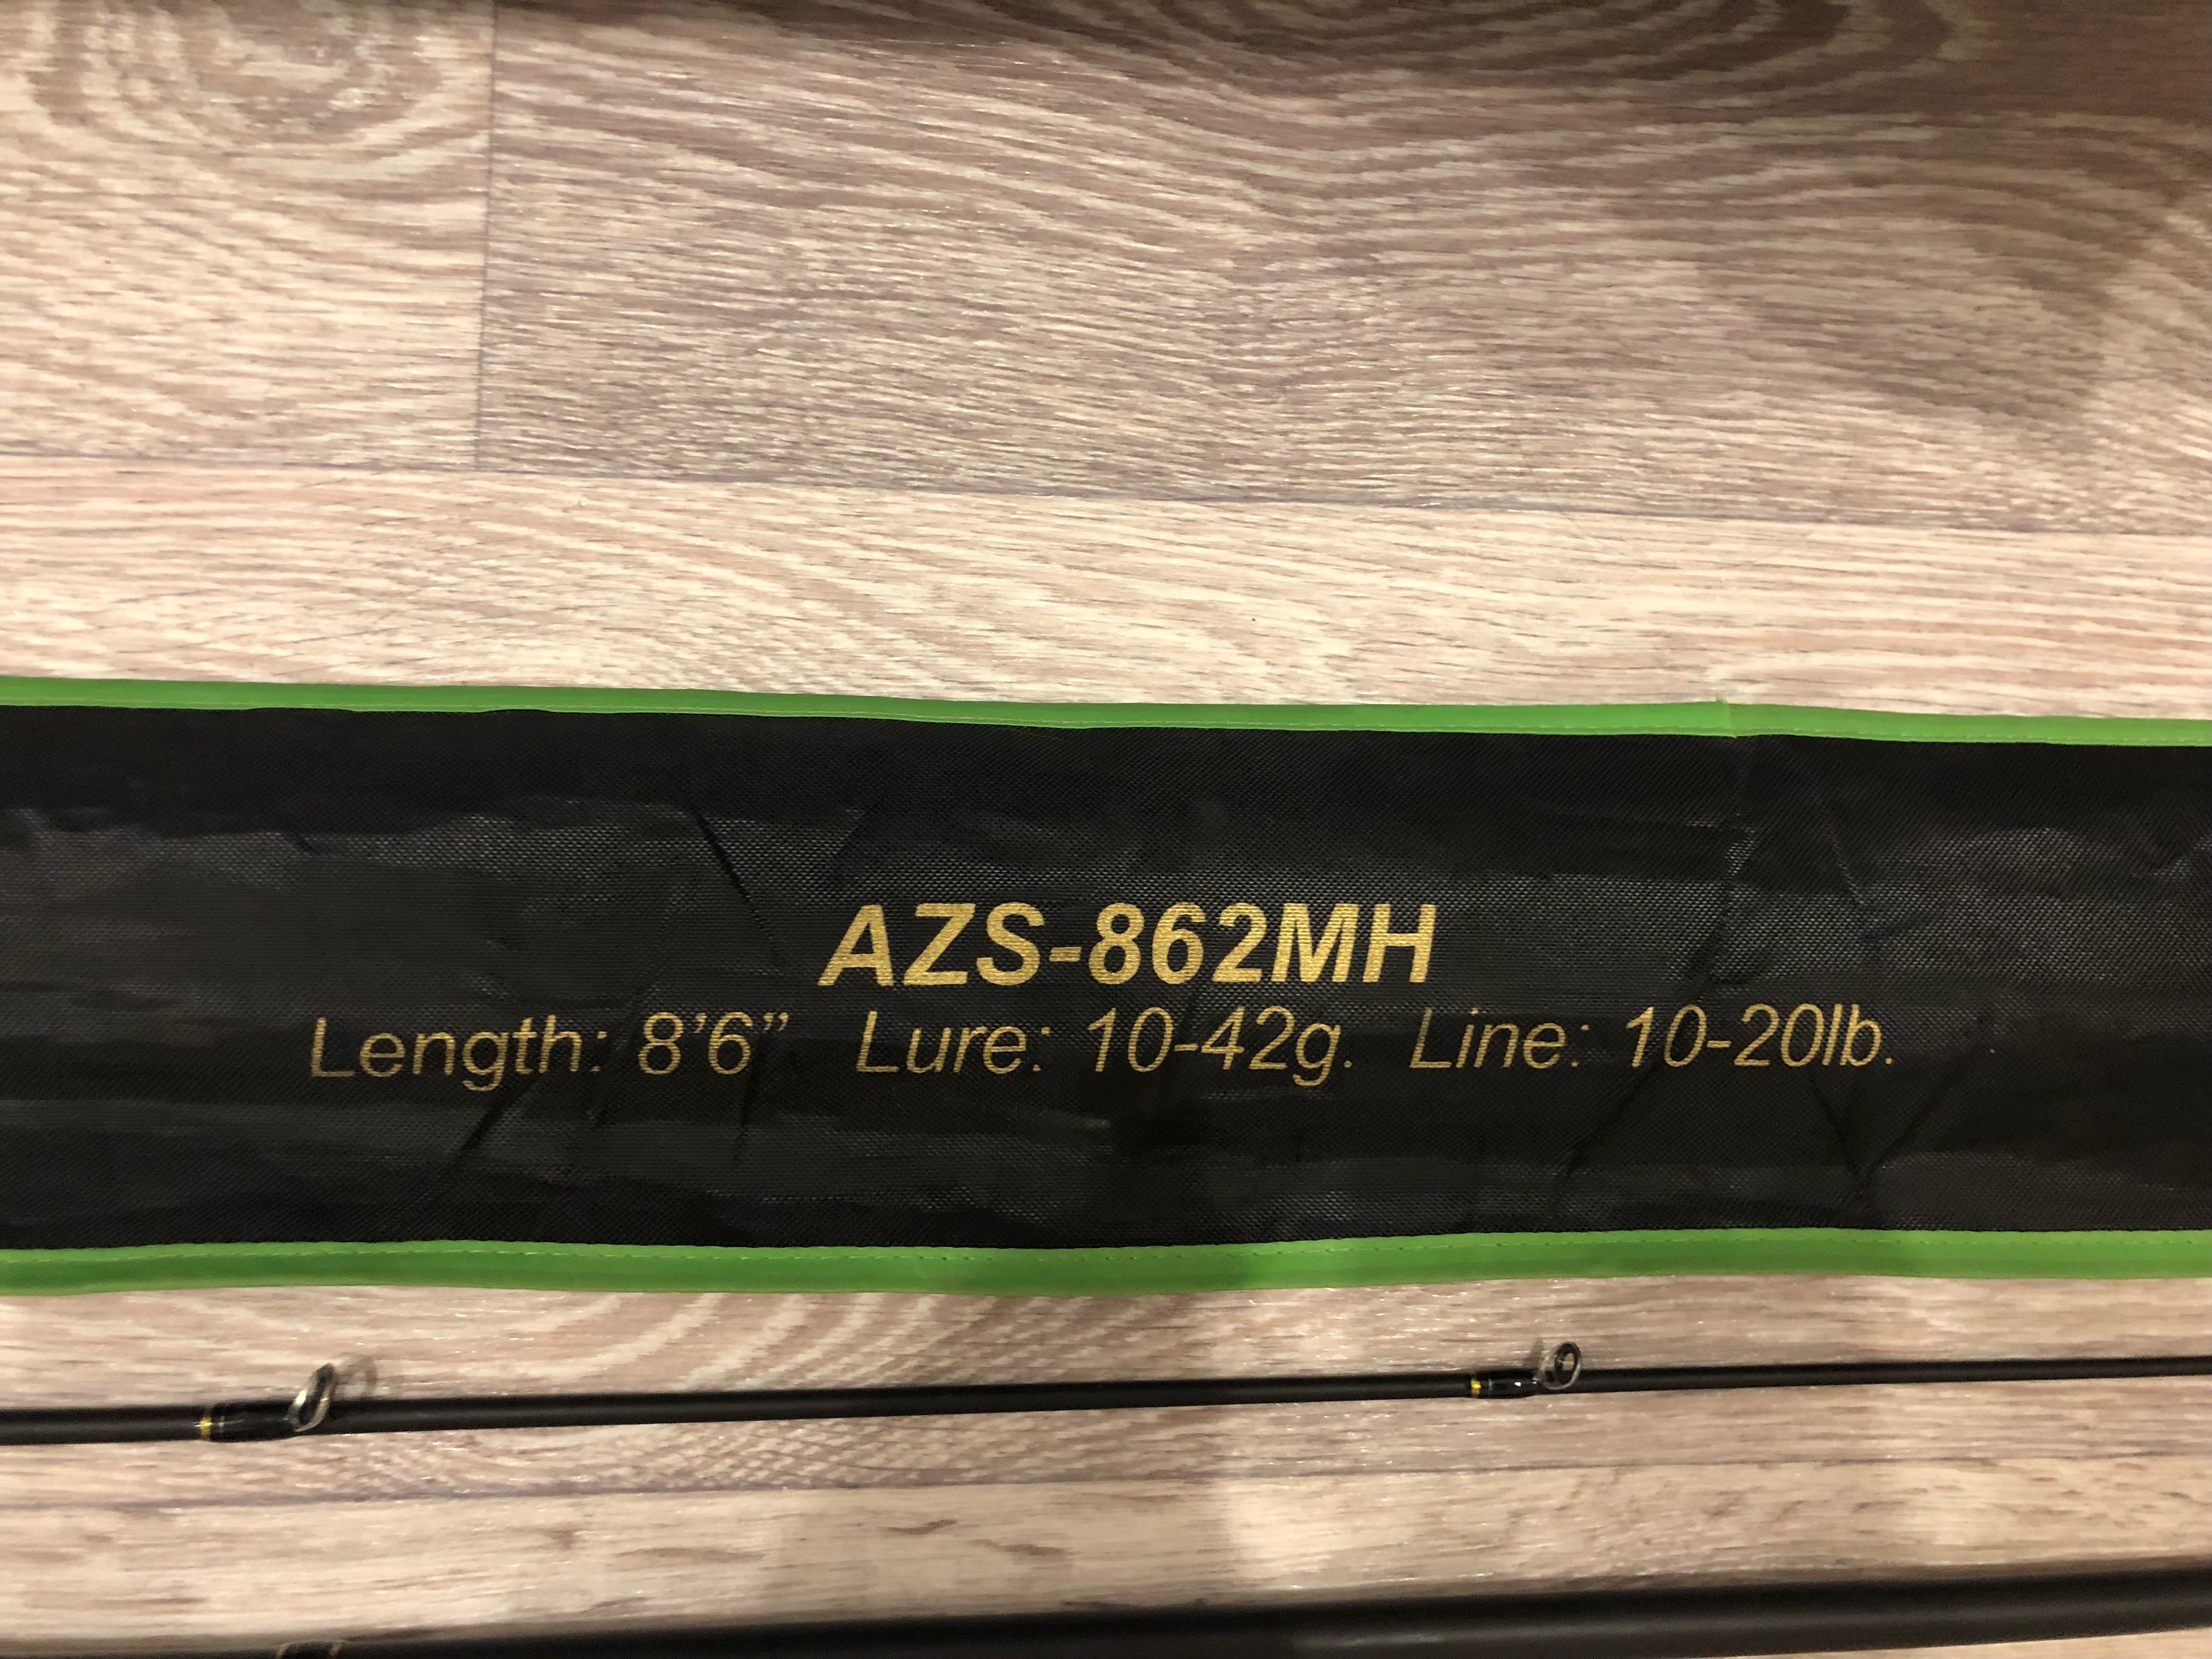 AZS-862MH
Length: 8’6” Lure: 10-42g. Line: 10-20lb.